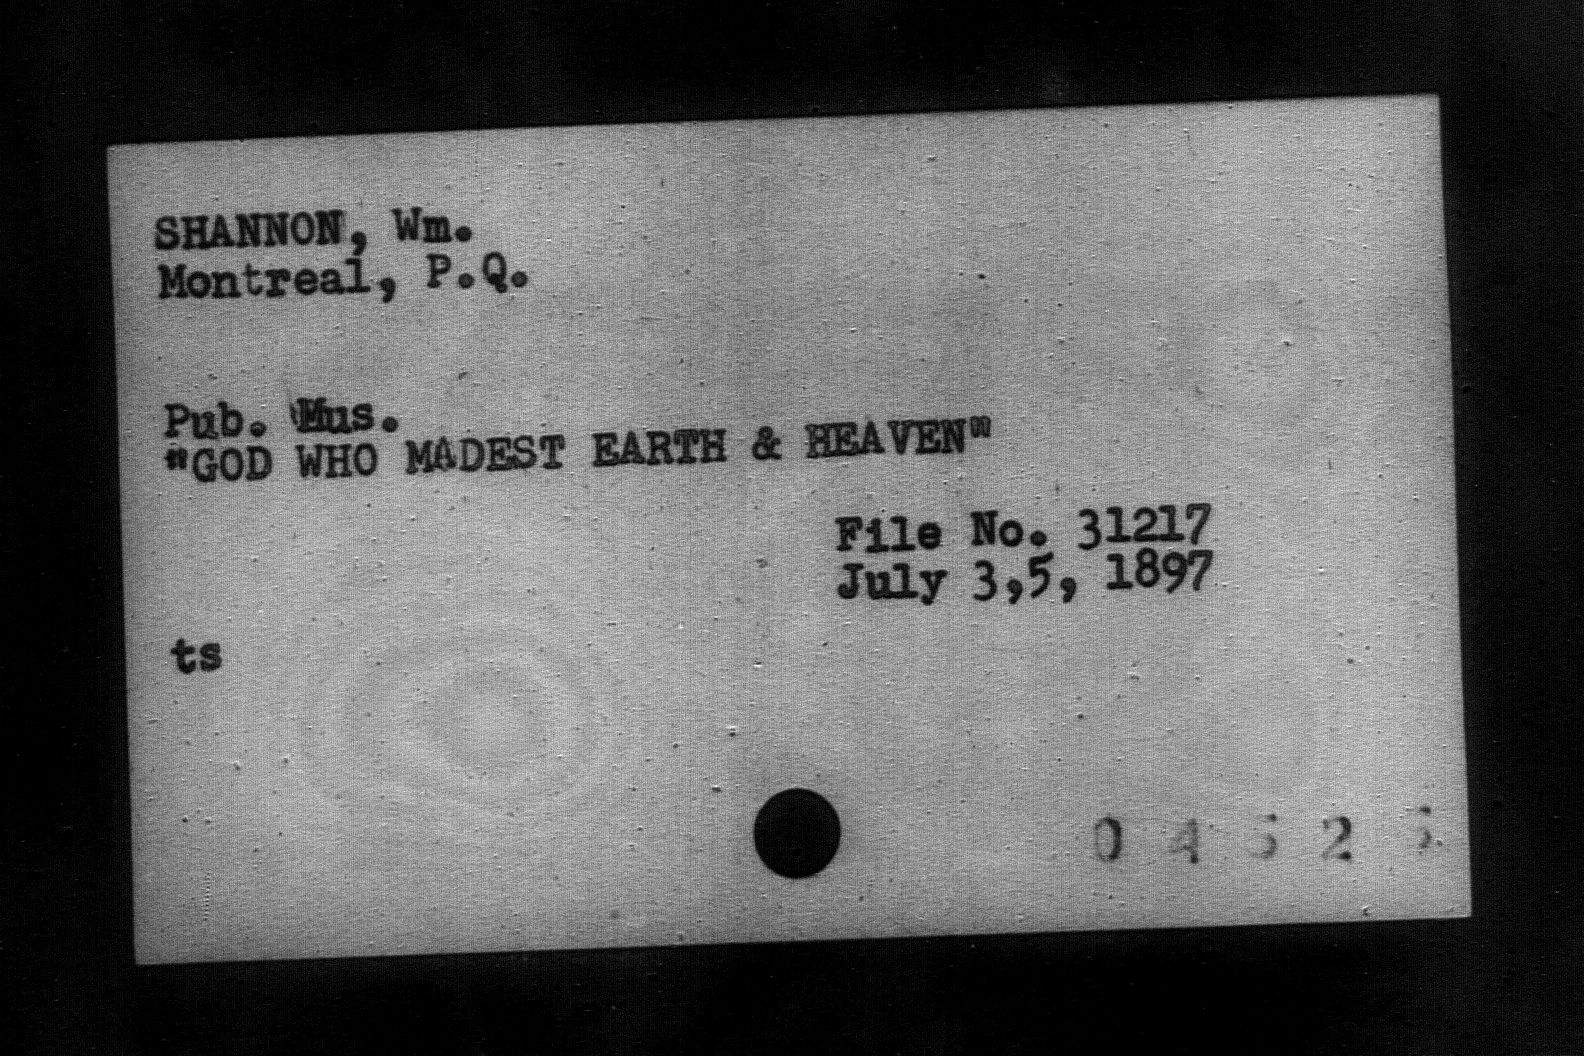 SHANNON, Wm.
Montreal, P.Q.
Pub. Mus.
"GOD WHO MADEST EARTH & HEAVEN"
File No. 31217
July 3,5, 1897
ts